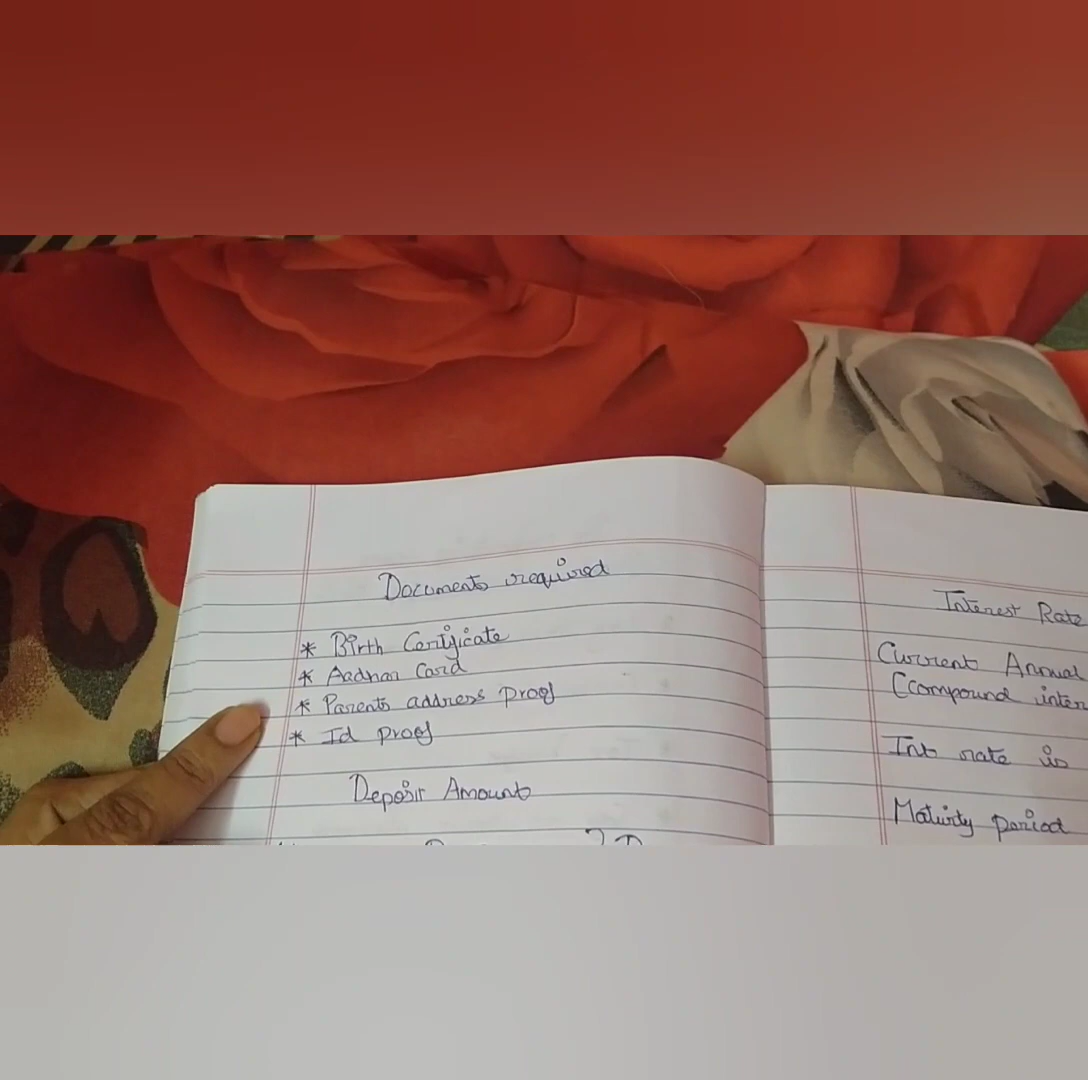 Documents required
* Birth Certificate
* Aadhar Card
* Parents address proof
* Id proof
Deposit Amount
Interest Rate
Current Annual
(compound inter
Int rate is
Maturity period